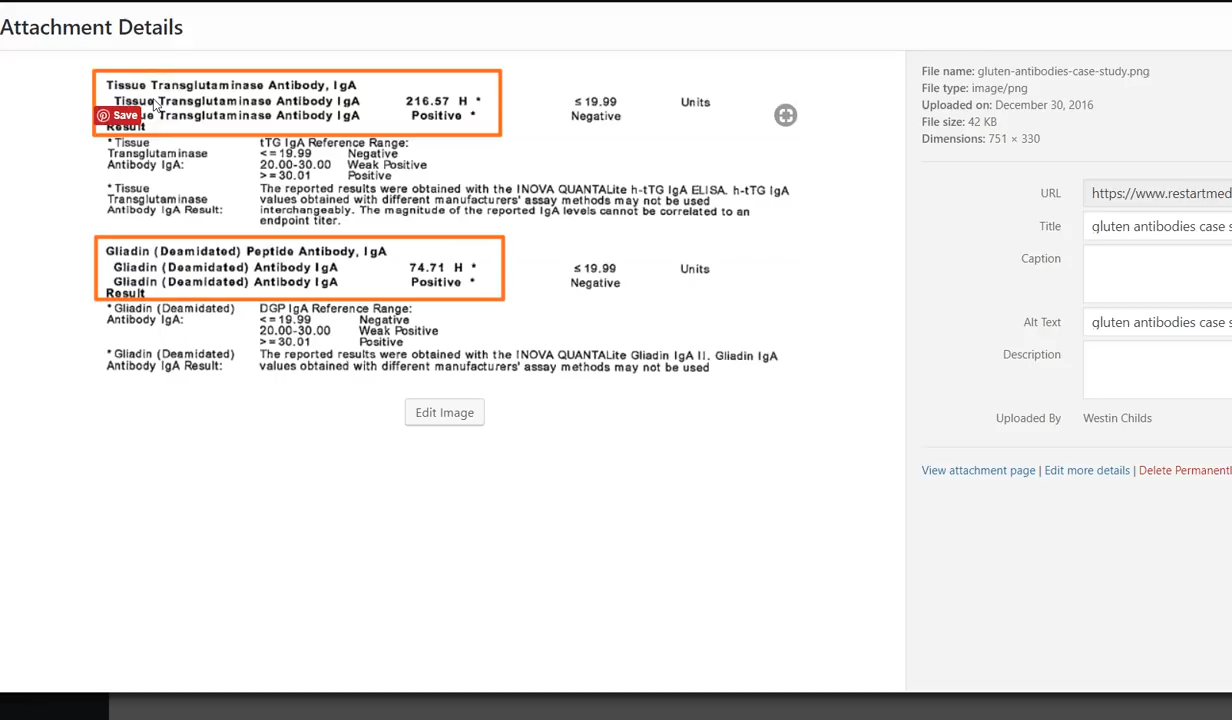 Attachment Details
Tissue Transglutaminase Antibody, IgA
Tissue Transglutaminase Antibody IgA 216.57 H * ≤ 19.99 Units
Save
Transglutaminase Antibody IgA Positive * Negative
Result
* Tissue tTG IgA Reference Range:
Transglutaminase <= 19.99 Negative
Antibody IgA: 20.00-30.00 Weak Positive
>= 30.01 Positive
* Tissue The reported results were obtained with the INOVA QUANTALite h-tTG IgA ELISA. h-tTG IgA
Transglutaminase values obtained with different manufacturers' assay methods may not be used
Antibody IgA Result: interchangeably. The magnitude of the reported IgA levels cannot be correlated to an
endpoint titer.
Gliadin (Deamidated) Peptide Antibody, IgA
Gliadin (Deamidated) Antibody IgA 74.71 H * ≤ 19.99 Units
Gliadin (Deamidated) Antibody IgA Positive * Negative
Result
* Gliadin (Deamidated) DGP IgA Reference Range:
Antibody IgA: <= 19.99 Negative
20.00-30.00 Weak Positive
>= 30.01 Positive
* Gliadin (Deamidated) The reported results were obtained with the INOVA QUANTALite Gliadin IgA II. Gliadin IgA
Antibody IgA Result: values obtained with different manufacturers' assay methods may not be used
Edit Image
File name: gluten-antibodies-case-study.png
File type: image/png
Uploaded on: December 30, 2016
File size: 42 KB
Dimensions: 751 × 330
URL https://www.restartmed
Title gluten antibodies case s
Caption
Alt Text gluten antibodies case s
Description
Uploaded By Westin Childs
View attachment page | Edit more details | Delete Permanentl